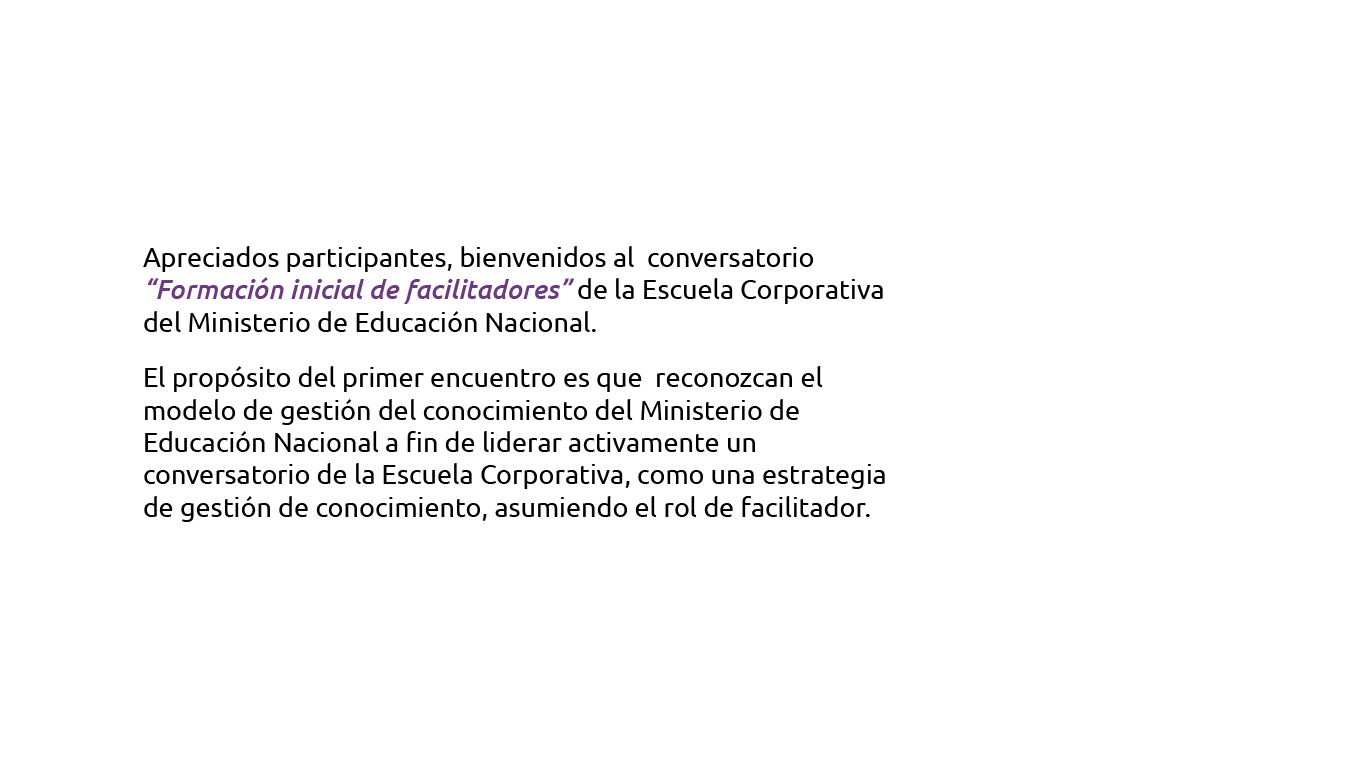 Apreciados participantes, bienvenidos al  conversatorio
“Formación inicial de facilitadores” de la Escuela Corporativa
del Ministerio de Educación Nacional.
El propósito del primer encuentro es que  reconozcan el
modelo de gestión del conocimiento del Ministerio de
Educación Nacional a fin de liderar activamente un
conversatorio de la Escuela Corporativa, como una estrategia
de gestión de conocimiento, asumiendo el rol de facilitador.